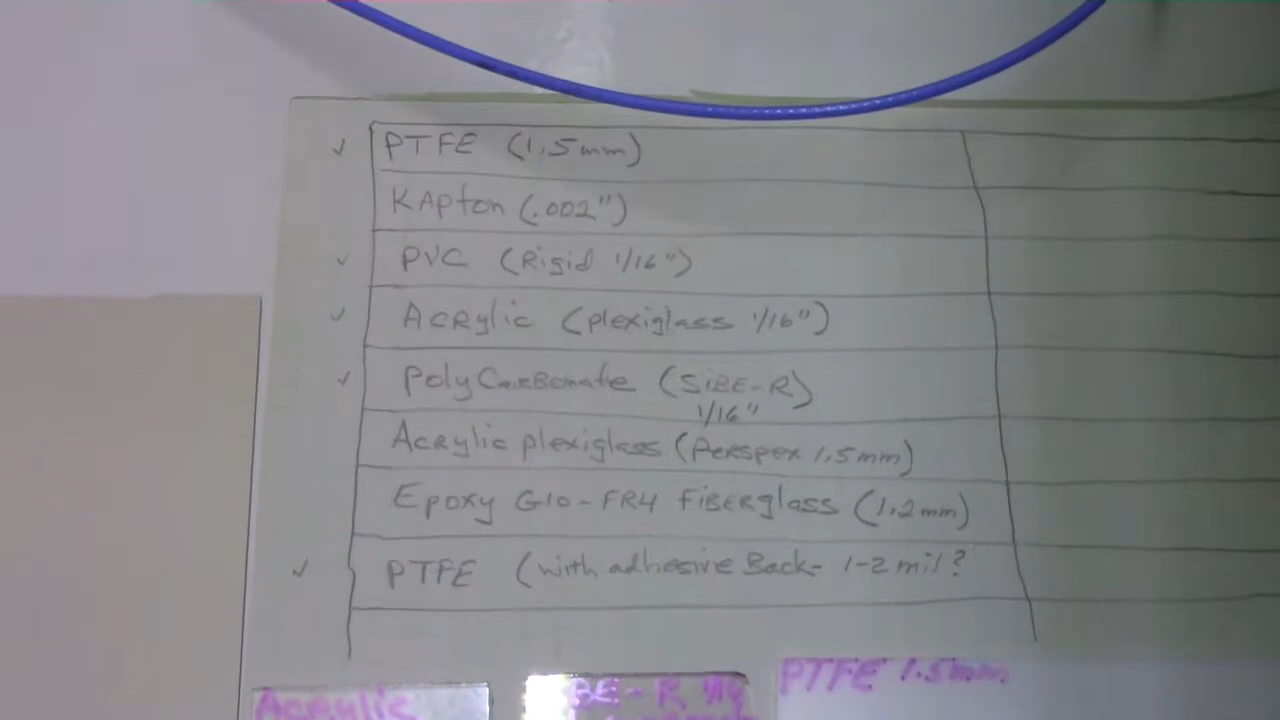 ✓ PTFE (1.5mm)
KApton (.002")
✓ PVC (Rigid 1/16")
✓ Acrylic (plexiglass 1/16")
✓ PolyCarBonate (SiBE-R)
1/16"
Acrylic plexiglass (Perspex 1.5mm)
Epoxy G10-FR4 FiBERglass (1.2mm)
✓ PTFE (with adhesive Back- 1-2 mil?
PTFE 1.5mm
Acrylic
BE-R